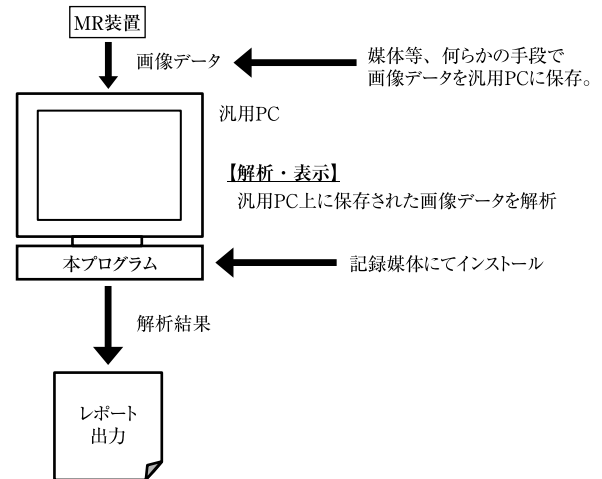 MR装置
画像データ
媒体等、何らかの手段で
画像データを汎用PCに保存。
汎用PC
【解析・表示】
汎用PC上に保存された画像データを解析
本プログラム
記録媒体にてインストール
解析結果
レポート
出力